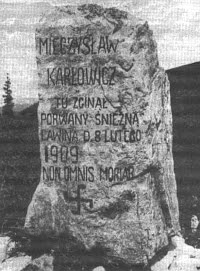 MIECZYSŁAW
KARŁOWICZ
TU ZGINĄŁ
PORWANY ŚNIEŻNĄ
LAWINĄ D. 8 LUTEGO
1909
NON OMNIS MORIAR